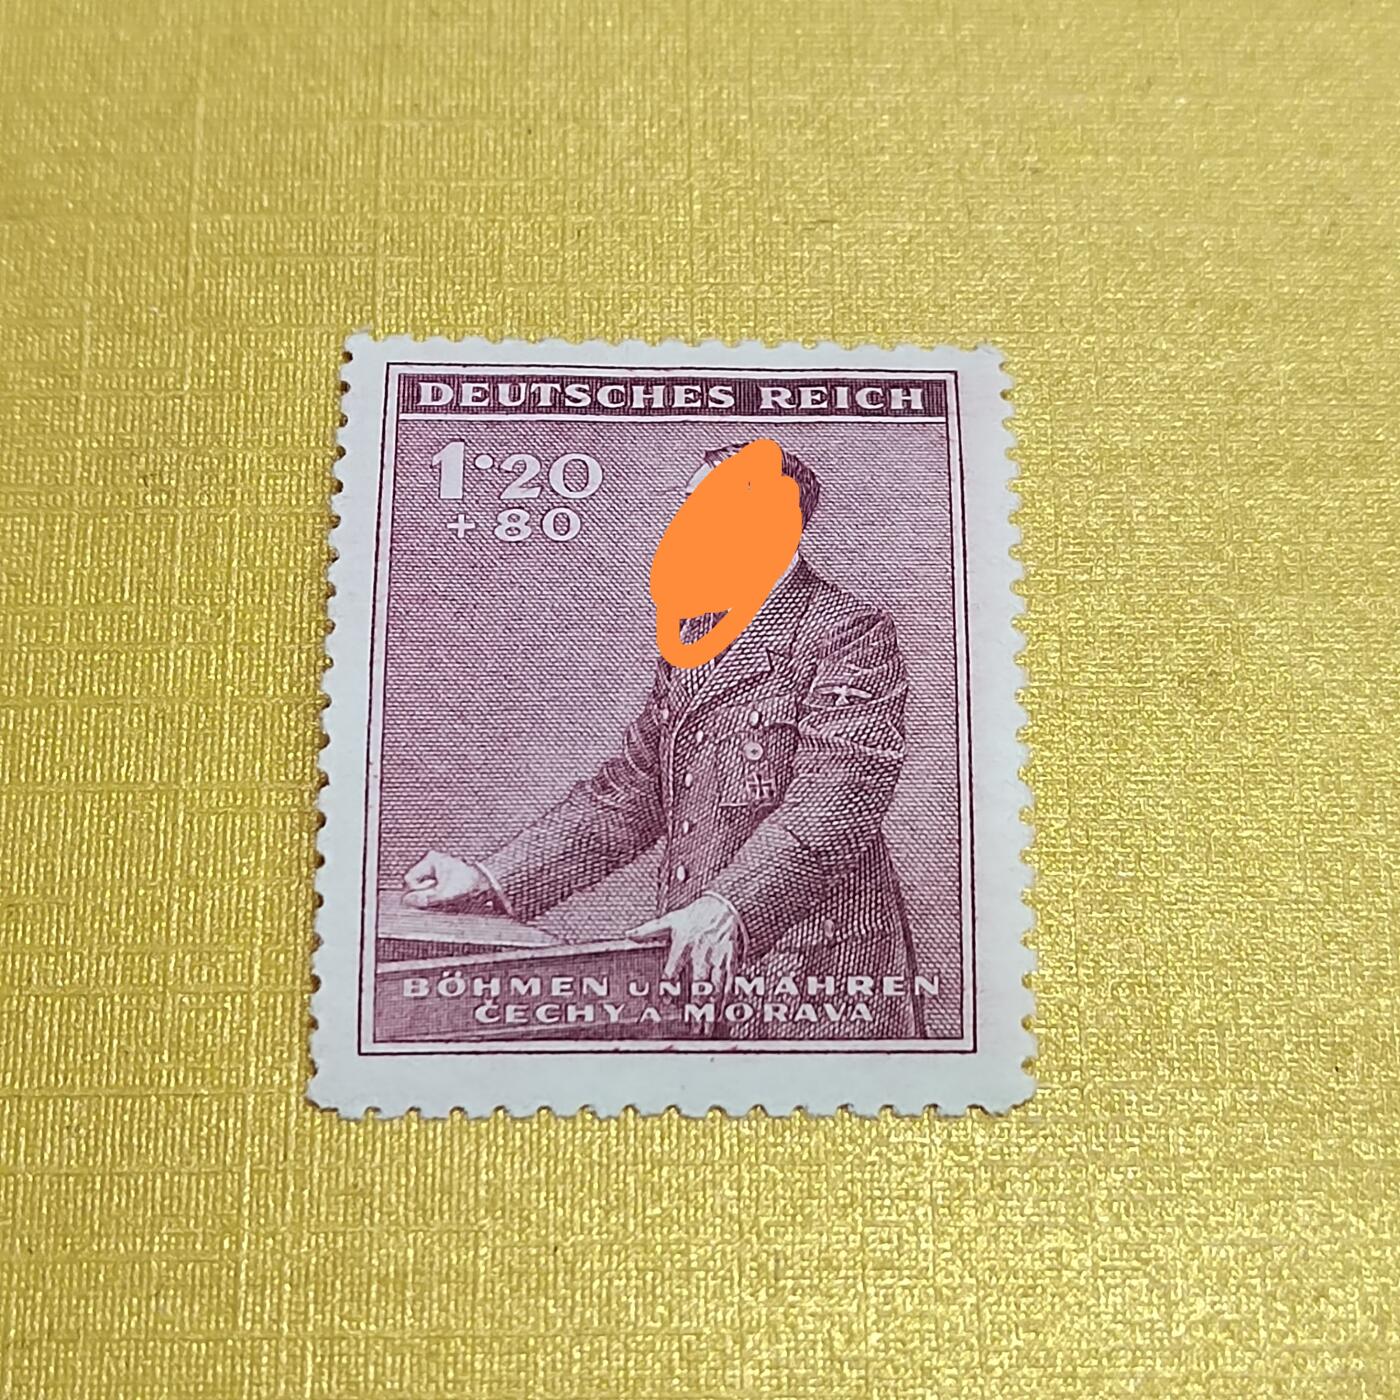 DEUTSCHES REICH
1·20
+80
BÖHMEN UND MÄHREN
ČECHY A MORAVA